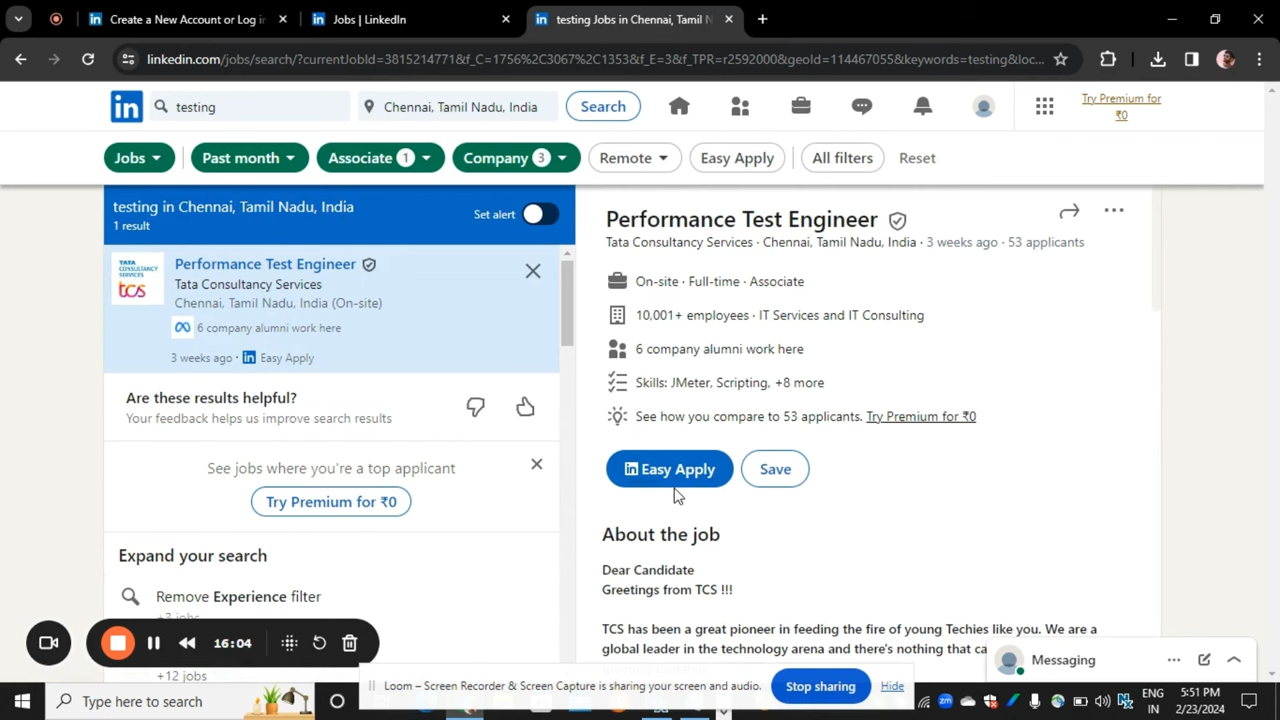 Create a New Account or Log in
Jobs | LinkedIn
testing Jobs in Chennai, Tamil N
linkedin.com/jobs/search/?currentJobId=3815214771&f_C=1756%2C3067%2C1353&f_E=3&f_TPR=r2592000&geoId=114467055&keywords=testing&loc...
in
testing
Chennai, Tamil Nadu, India
Search
Try Premium for
₹0
Jobs
Past month
Associate 1
Company 3
Remote
Easy Apply
All filters
Reset
testing in Chennai, Tamil Nadu, India
1 result
Set alert
TATA
CONSULTANCY
SERVICES
tcs
Performance Test Engineer
Tata Consultancy Services
Chennai, Tamil Nadu, India (On-site)
6 company alumni work here
3 weeks ago · in Easy Apply
Are these results helpful?
Your feedback helps us improve search results
See jobs where you're a top applicant
Try Premium for ₹0
Expand your search
Remove Experience filter
+3 jobs
+12 jobs
Performance Test Engineer
Tata Consultancy Services · Chennai, Tamil Nadu, India · 3 weeks ago · 53 applicants
On-site · Full-time · Associate
10,001+ employees · IT Services and IT Consulting
6 company alumni work here
Skills: JMeter, Scripting, +8 more
See how you compare to 53 applicants. Try Premium for ₹0
in Easy Apply
Save
About the job
Dear Candidate
Greetings from TCS !!!
TCS has been a great pioneer in feeding the fire of young Techies like you. We are a
global leader in the technology arena and there's nothing that ca
Messaging
16:04
Loom – Screen Recorder & Screen Capture is sharing your screen and audio.
Stop sharing
Hide
Type here to search
ENG
IN
5:51 PM
2/23/2024